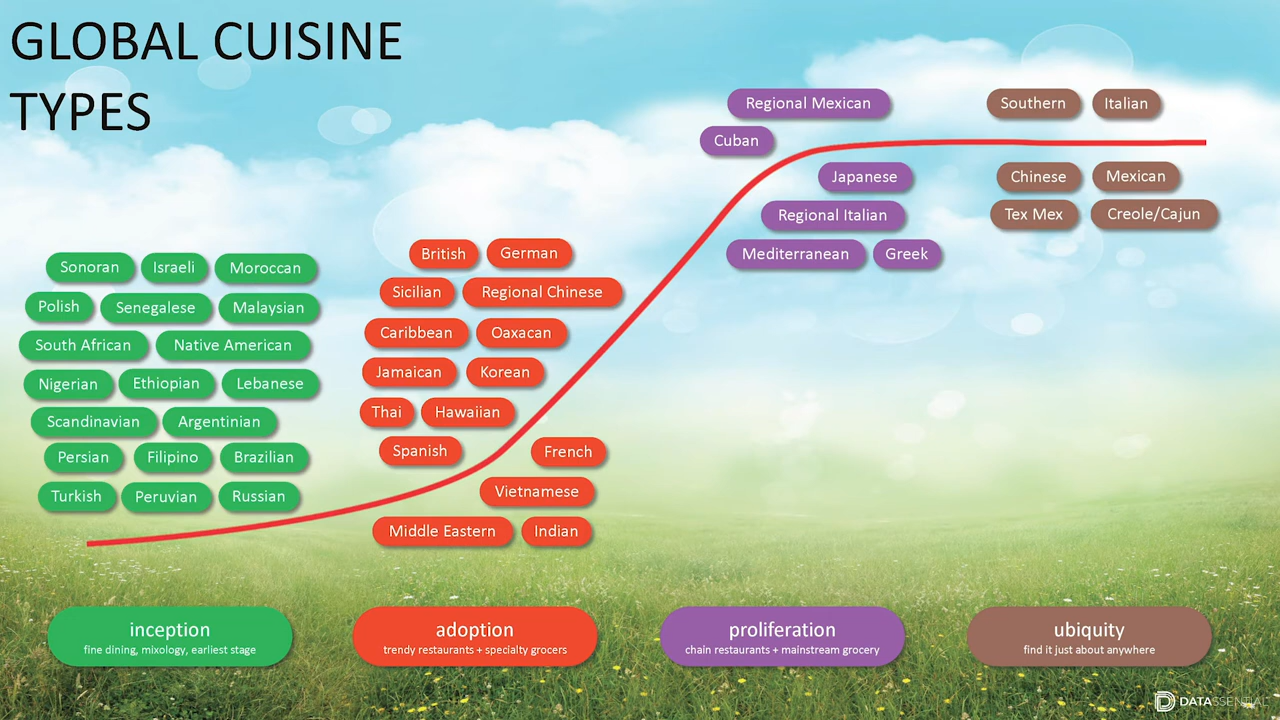 GLOBAL CUISINE
TYPES
Sonoran Israeli Moroccan
Polish Senegalese Malaysian
South African Native American
Nigerian Ethiopian Lebanese
Scandinavian Argentinian
Persian Filipino Brazilian
Turkish Peruvian Russian
British German
Sicilian Regional Chinese
Caribbean Oaxacan
Jamaican Korean
Thai Hawaiian
Spanish French
Vietnamese
Middle Eastern Indian
Regional Mexican
Cuban
Japanese
Regional Italian
Mediterranean Greek
Southern Italian
Chinese Mexican
Tex Mex Creole/Cajun
inception
fine dining, mixology, earliest stage
adoption
trendy restaurants + specialty grocers
proliferation
chain restaurants + mainstream grocery
ubiquity
find it just about anywhere
DATASSENTIAL